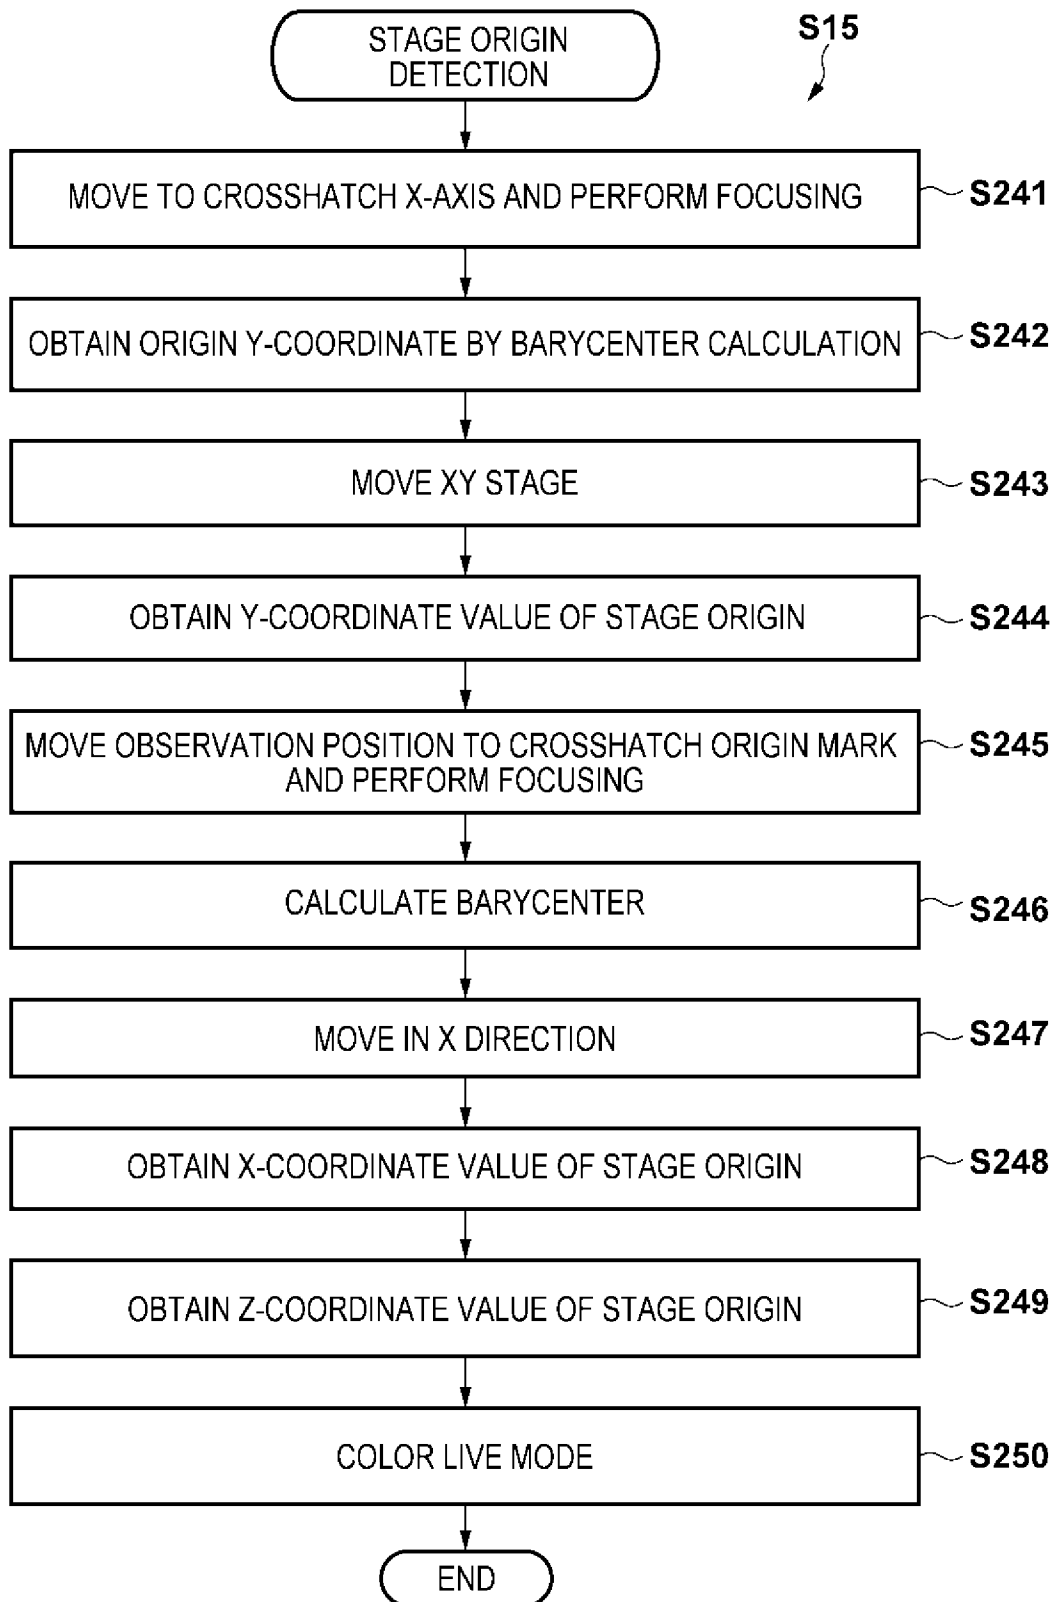 STAGE ORIGIN
DETECTION
S15
MOVE TO CROSSHATCH X-AXIS AND PERFORM FOCUSING
S241
OBTAIN ORIGIN Y-COORDINATE BY BARYCENTER CALCULATION
S242
MOVE XY STAGE
S243
OBTAIN Y-COORDINATE VALUE OF STAGE ORIGIN
S244
MOVE OBSERVATION POSITION TO CROSSHATCH ORIGIN MARK
AND PERFORM FOCUSING
S245
CALCULATE BARYCENTER
S246
MOVE IN X DIRECTION
S247
OBTAIN X-COORDINATE VALUE OF STAGE ORIGIN
S248
OBTAIN Z-COORDINATE VALUE OF STAGE ORIGIN
S249
COLOR LIVE MODE
S250
END